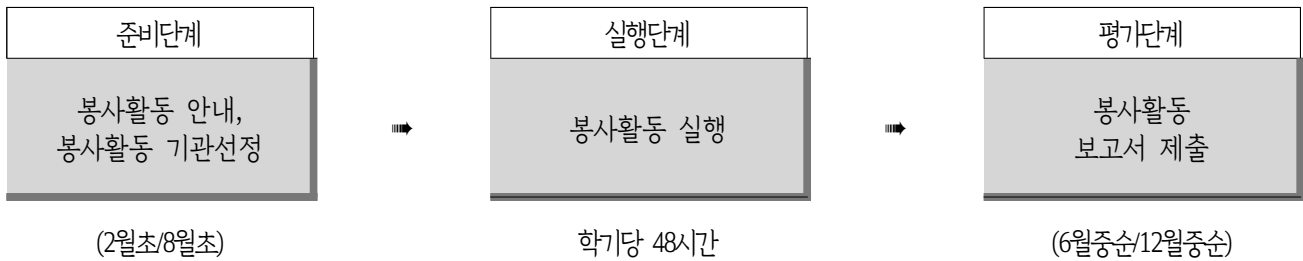 준비단계
봉사활동 안내,
봉사활동 기관선정
(2월초/8월초)
실행단계
봉사활동 실행
학기당 48시간
평가단계
봉사활동
보고서 제출
(6월중순/12월중순)